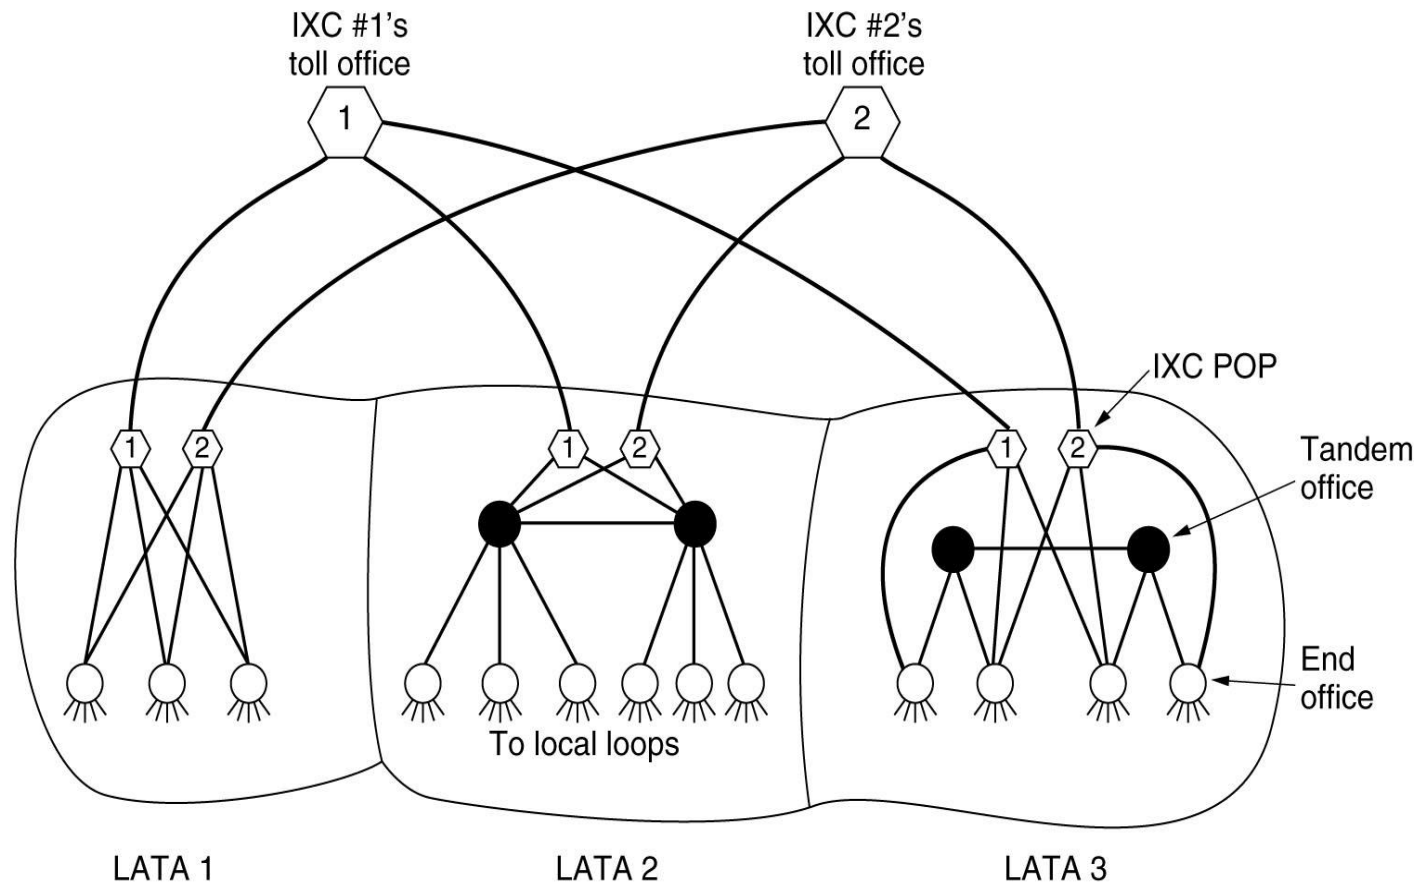 IXC #1's
toll office
IXC #2's
toll office
1
2
IXC POP
1
2
1
2
1
2
Tandem
office
End
office
To local loops
LATA 1
LATA 2
LATA 3